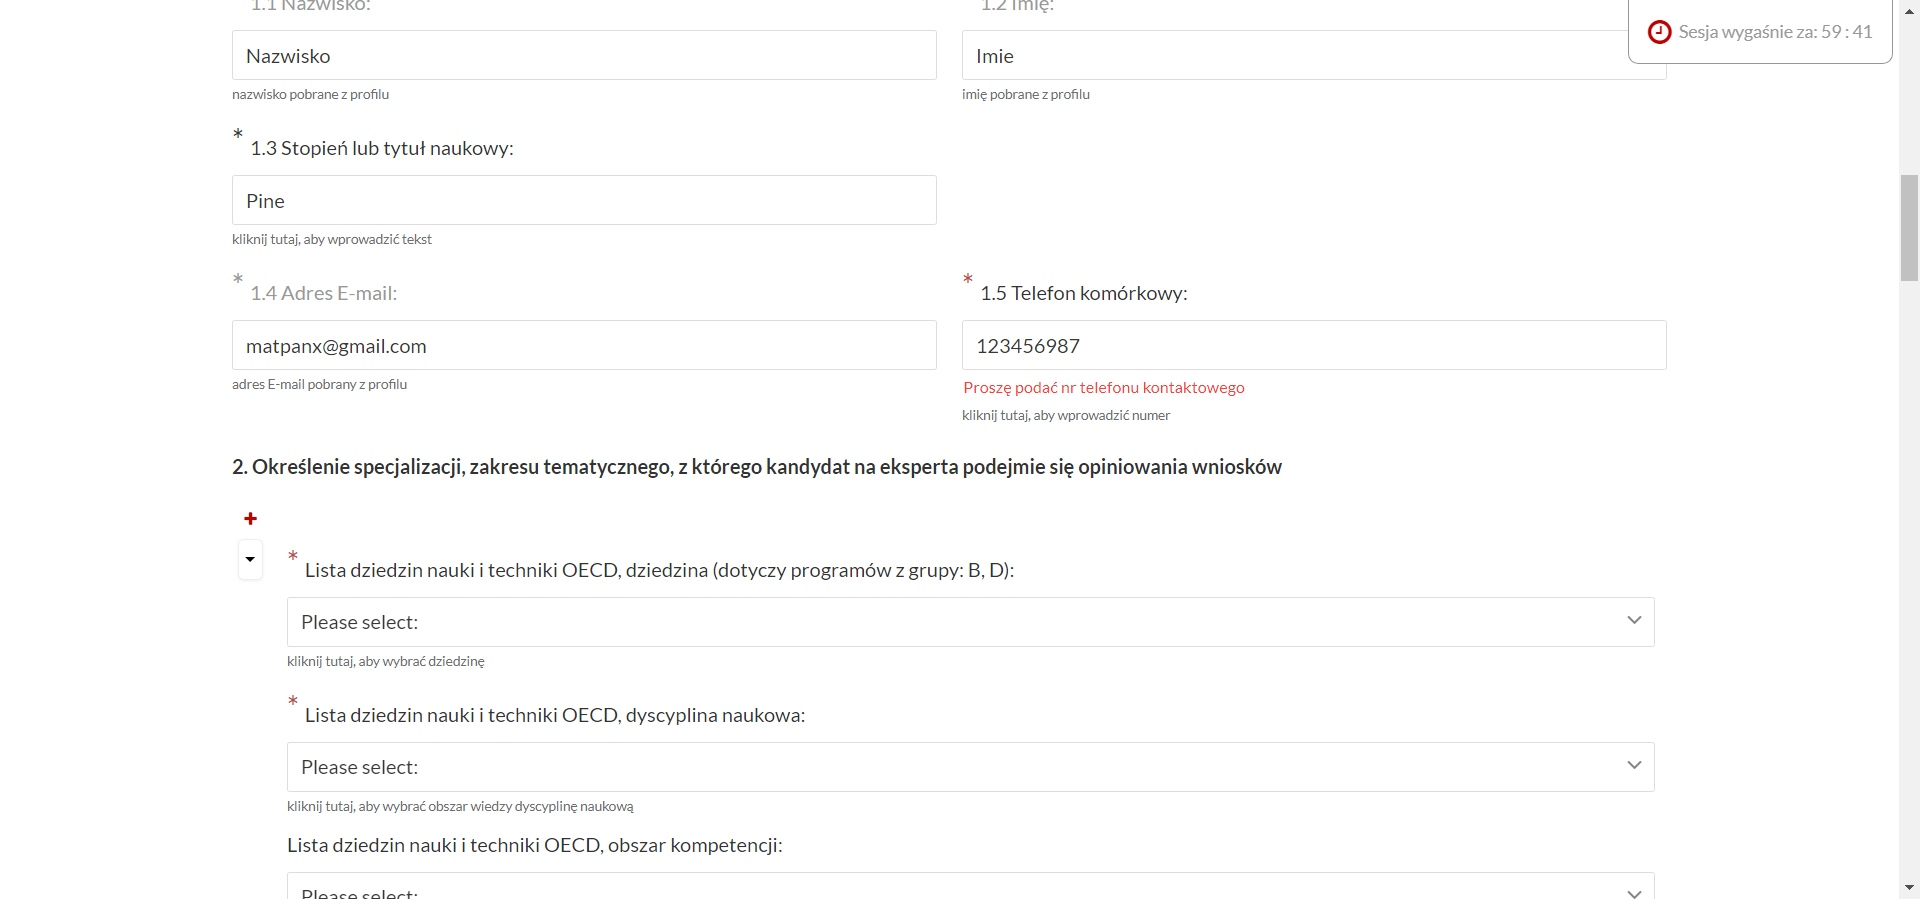 1.1 Nazwisko:
1.2 Imię:
Sesja wygaśnie za: 59 : 41
Nazwisko
Imie
nazwisko pobrane z profilu
imię pobrane z profilu
* 1.3 Stopień lub tytuł naukowy:
Pine
kliknij tutaj, aby wprowadzić tekst
* 1.4 Adres E-mail:
* 1.5 Telefon komórkowy:
matpanx@gmail.com
123456987
adres E-mail pobrany z profilu
Proszę podać nr telefonu kontaktowego
kliknij tutaj, aby wprowadzić numer
2. Określenie specjalizacji, zakresu tematycznego, z którego kandydat na eksperta podejmie się opiniowania wniosków
* Lista dziedzin nauki i techniki OECD, dziedzina (dotyczy programów z grupy: B, D):
Please select:
kliknij tutaj, aby wybrać dziedzinę
* Lista dziedzin nauki i techniki OECD, dyscyplina naukowa:
Please select:
kliknij tutaj, aby wybrać obszar wiedzy dyscyplinę naukową
Lista dziedzin nauki i techniki OECD, obszar kompetencji:
Please select: